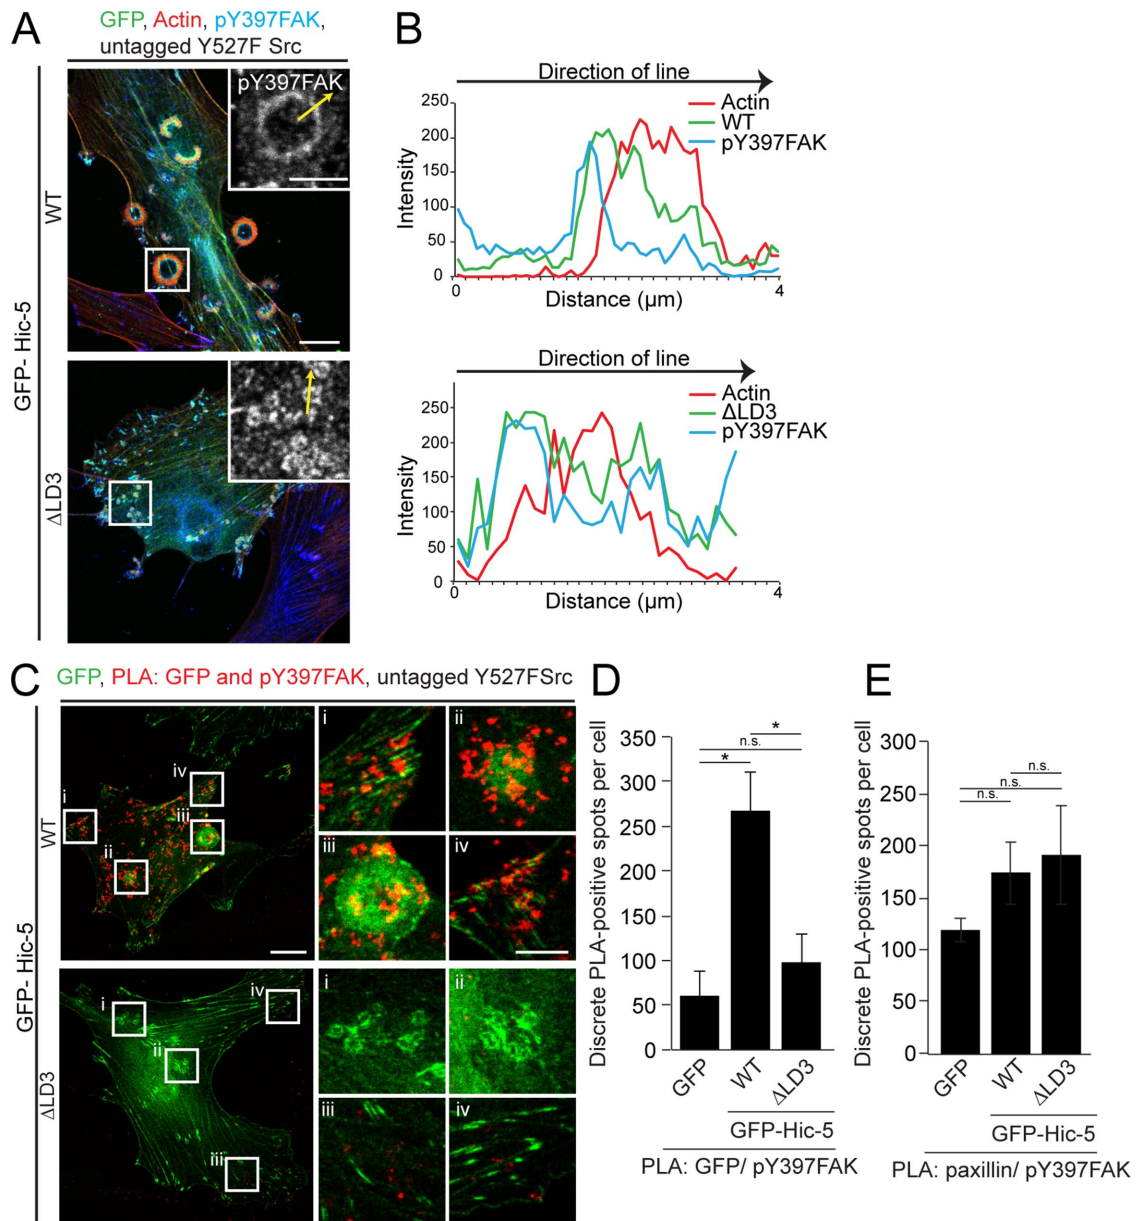 A
GFP, Actin, pY397FAK,
untagged Y527F Src
GFP- Hic-5
WT
pY397FAK
ΔLD3
B
Direction of line
Actin
WT
pY397FAK
Intensity
250
200
150
100
50
0
0
4
Distance (µm)
Direction of line
Actin
ΔLD3
pY397FAK
Intensity
250
200
150
100
50
0
0
4
Distance (µm)
C
GFP, PLA: GFP and pY397FAK, untagged Y527FSrc
GFP- Hic-5
WT
i
ii
iii
iv
i
ii
iii
iv
ΔLD3
i
ii
iii
iv
i
ii
iii
iv
D
Discrete PLA-positive spots per cell
350
300
250
200
150
100
50
0
*
n.s.
*
GFP
WT
ΔLD3
GFP-Hic-5
PLA: GFP/ pY397FAK
E
Discrete PLA-positive spots per cell
300
250
200
150
100
50
0
n.s.
n.s.
n.s.
GFP
WT
ΔLD3
GFP-Hic-5
PLA: paxillin/ pY397FAK